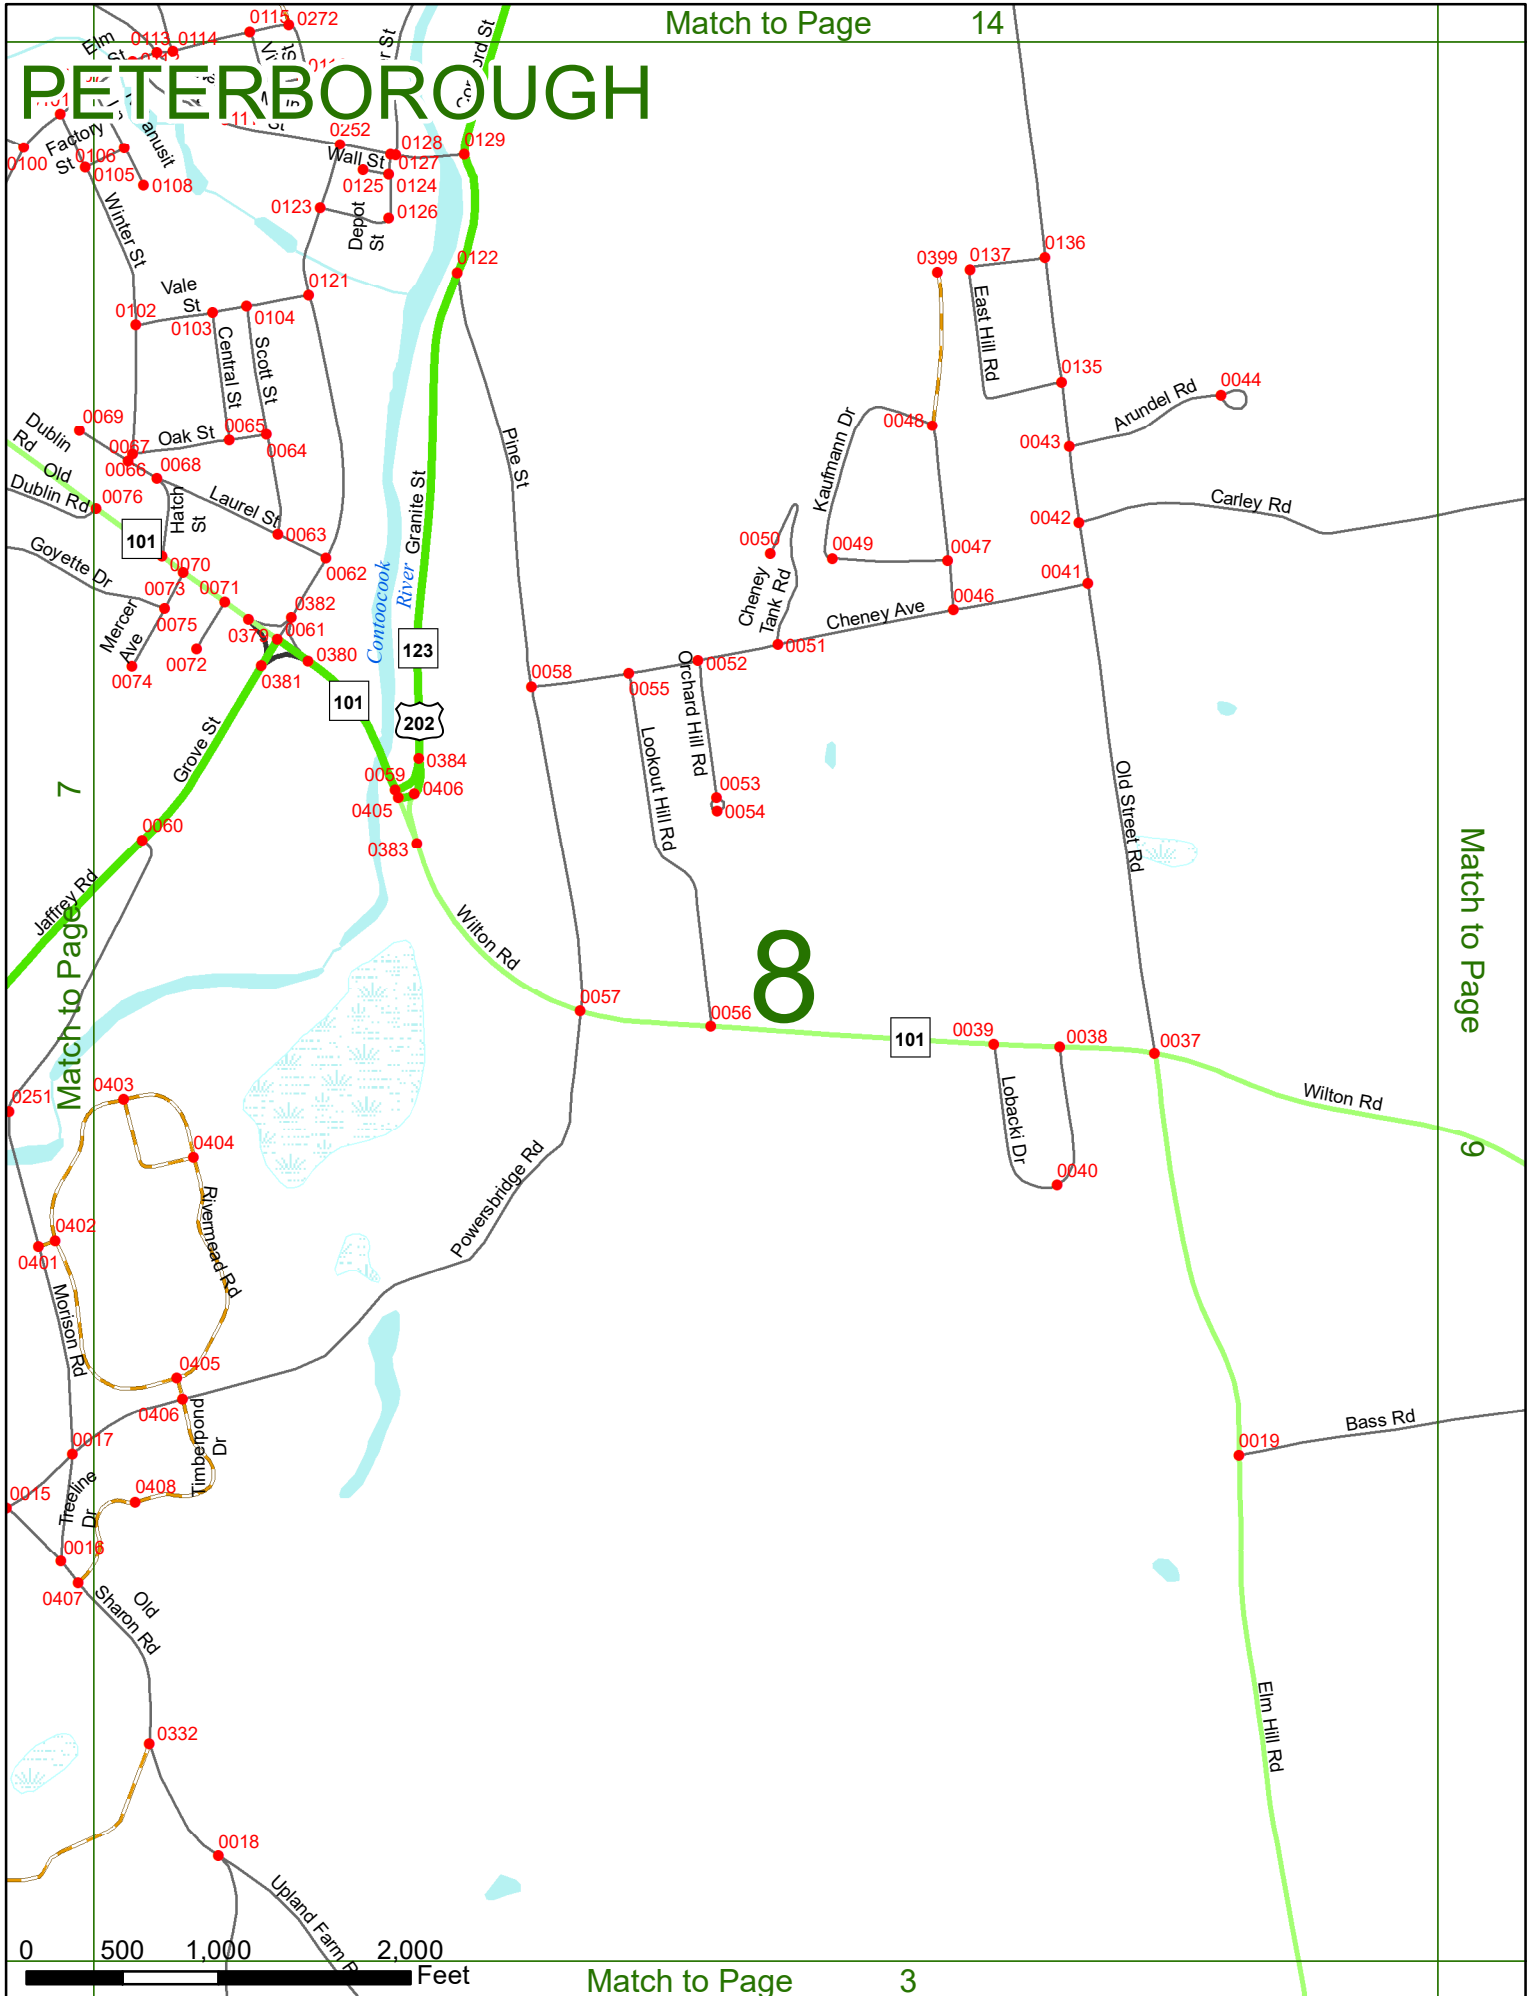 Match to Page 14
PETERBOROUGH
0115
0272
Elm
St
0113
0114
0252
0128
0129
0127
Wall St
0125
0124
0126
Depot
St
0123
0122
0121
Factory
St
0100
0106
0105
0108
Winter St
Vale
St
0102
0103
0104
Central St
Scott St
Oak St
0065
0064
0069
Dublin
Rd
0067
0066
0068
Old
Dublin Rd
0076
Hatch
St
Laurel St
0063
0062
101
Goyette Dr
0070
0073
0071
0075
Mercer
Ave
0074
0072
0379
0382
0061
0380
0381
101
Contoocook
River
Granite St
123
202
0384
0059
0406
0405
0383
Grove St
0060
Jaffrey Rd
7
Match to Page
Pine St
0399
0137
0136
East Hill Rd
0135
Arundel Rd
0044
0043
0048
Kaufmann Dr
0042
Carley Rd
0050
0049
0047
0041
0046
Cheney
Tank Rd
Cheney Ave
0051
0052
0055
0058
Orchard Hill Rd
Lookout Hill Rd
0053
0054
Old Street Rd
Match to Page
9
8
Wilton Rd
0057
0056
101
0039
0038
0037
Wilton Rd
Lobacki Dr
0040
0251
0403
0404
Rivermead Rd
0402
0401
Morison Rd
Powersbridge Rd
0405
0406
Timberpond
Dr
0017
0015
Treeline
Dr
0408
0016
0407
Old
Sharon Rd
0019
Bass Rd
Elm Hill Rd
0332
0018
Upland Farm R
0 500 1,000 2,000
Feet
Match to Page 3